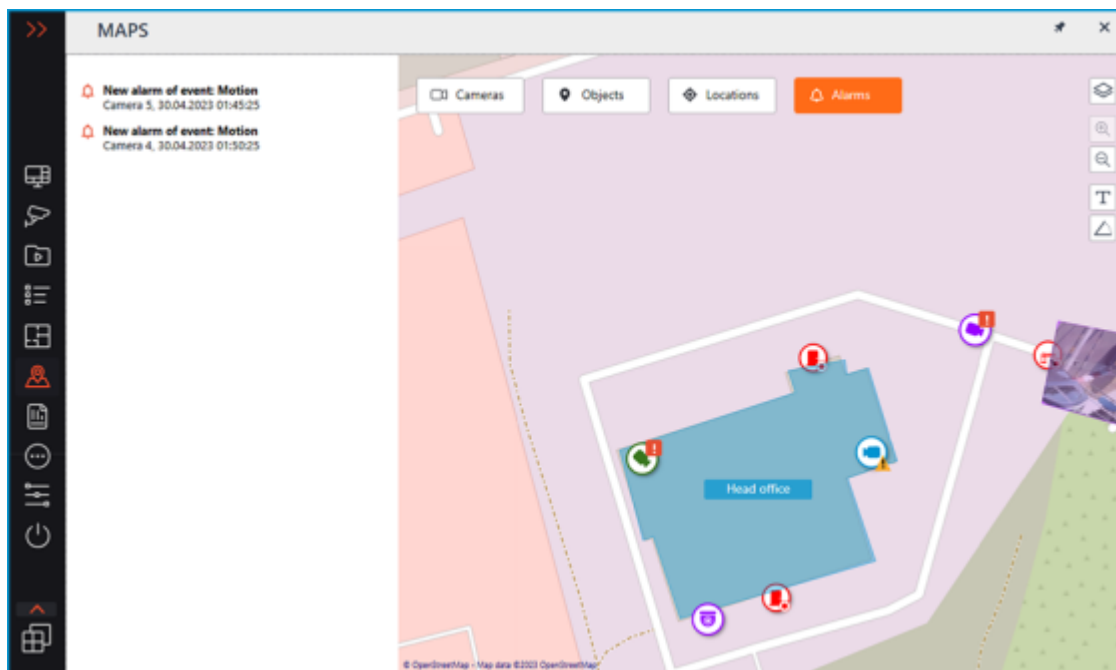 MAPS
New alarm of event: Motion
Camera 5, 30.04.2023 01:45:25
New alarm of event: Motion
Camera 4, 30.04.2023 01:50:25
Cameras
Objects
Locations
Alarms
T
Head office
© OpenStreetMap - Map data ©2023 OpenStreetMap